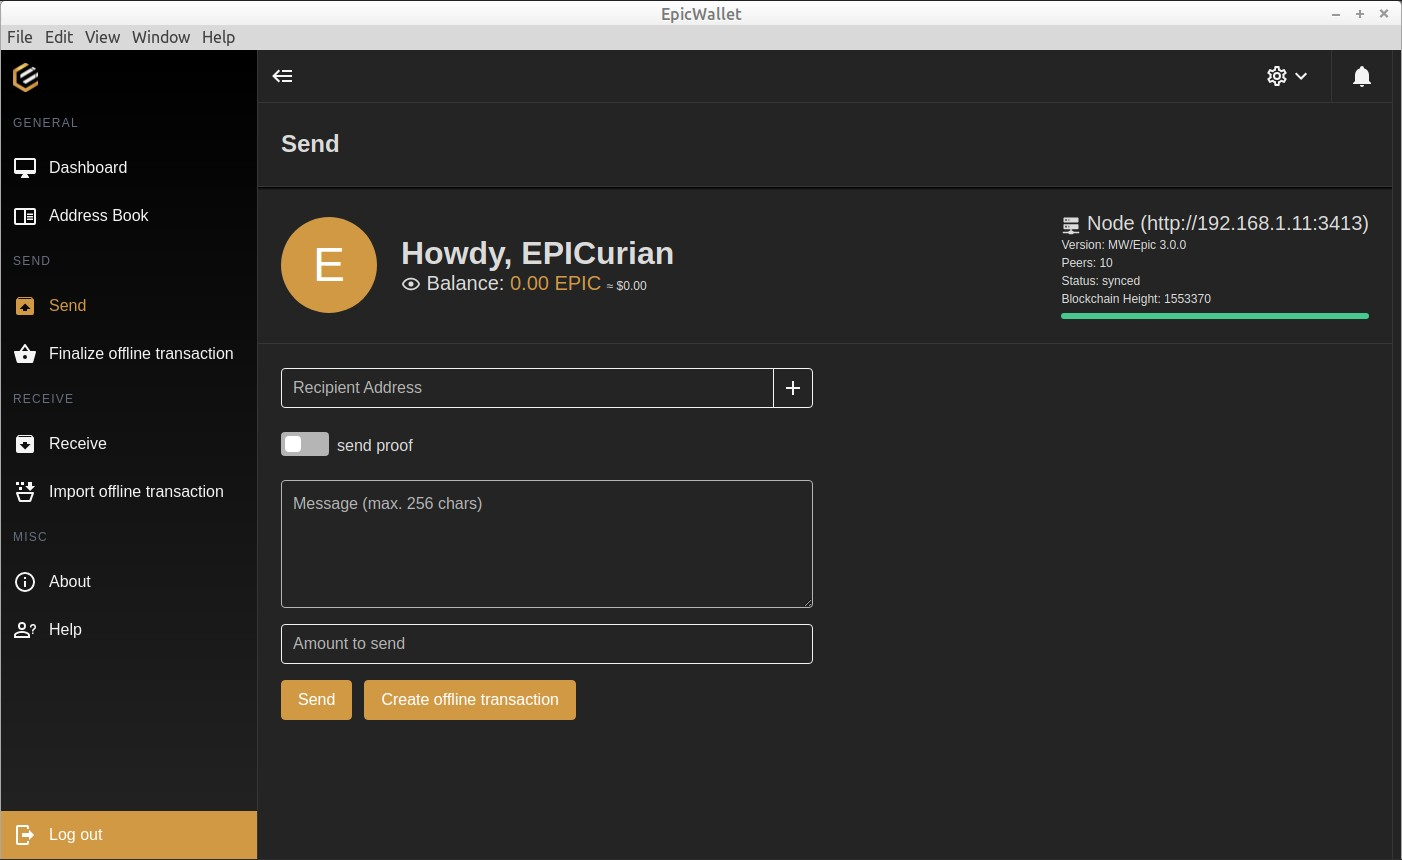 EpicWallet
File Edit View Window Help
GENERAL
Dashboard
Address Book
SEND
Send
Finalize offline transaction
RECEIVE
Receive
Import offline transaction
MISC
About
Help
Log out
Send
E
Howdy, EPICurian
Balance: 0.00 EPIC ≈ $0.00
Node (http://192.168.1.11:3413)
Version: MW/Epic 3.0.0
Peers: 10
Status: synced
Blockchain Height: 1553370
Recipient Address
send proof
Message (max. 256 chars)
Amount to send
Send Create offline transaction